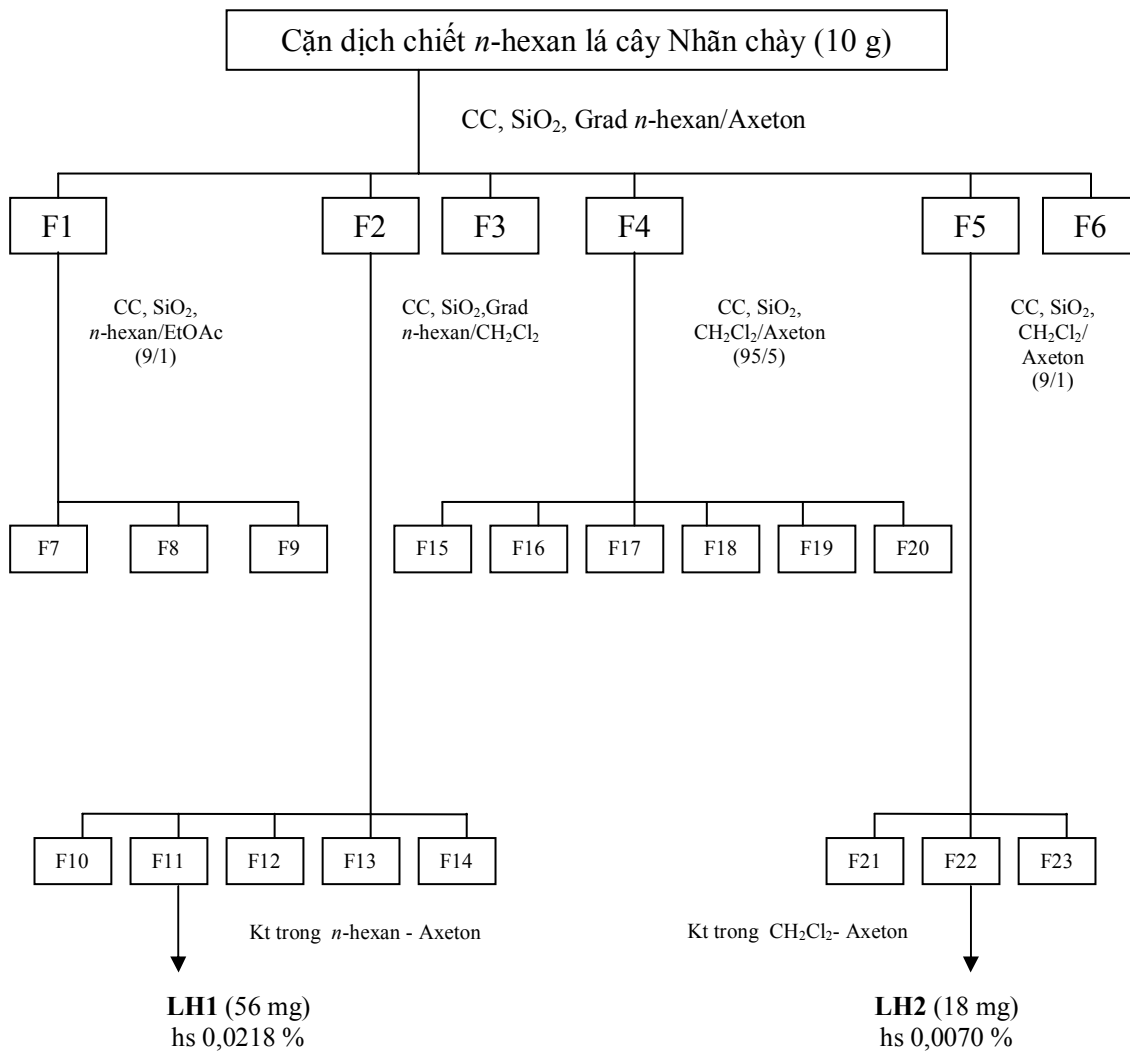 Cặn dịch chiết n-hexan lá cây Nhãn chày (10 g)
CC, SiO₂, Grad n-hexan/Axeton
F1
F2
F3
F4
F5
F6
CC, SiO₂,
n-hexan/EtOAc
(9/1)
CC, SiO₂,Grad
n-hexan/CH₂Cl₂
CC, SiO₂,
CH₂Cl₂/Axeton
(95/5)
CC, SiO₂,
CH₂Cl₂/
Axeton
(9/1)
F7
F8
F9
F15
F16
F17
F18
F19
F20
F10
F11
F12
F13
F14
F21
F22
F23
Kt trong n-hexan - Axeton
Kt trong CH₂Cl₂- Axeton
LH1 (56 mg)
hs 0,0218 %
LH2 (18 mg)
hs 0,0070 %